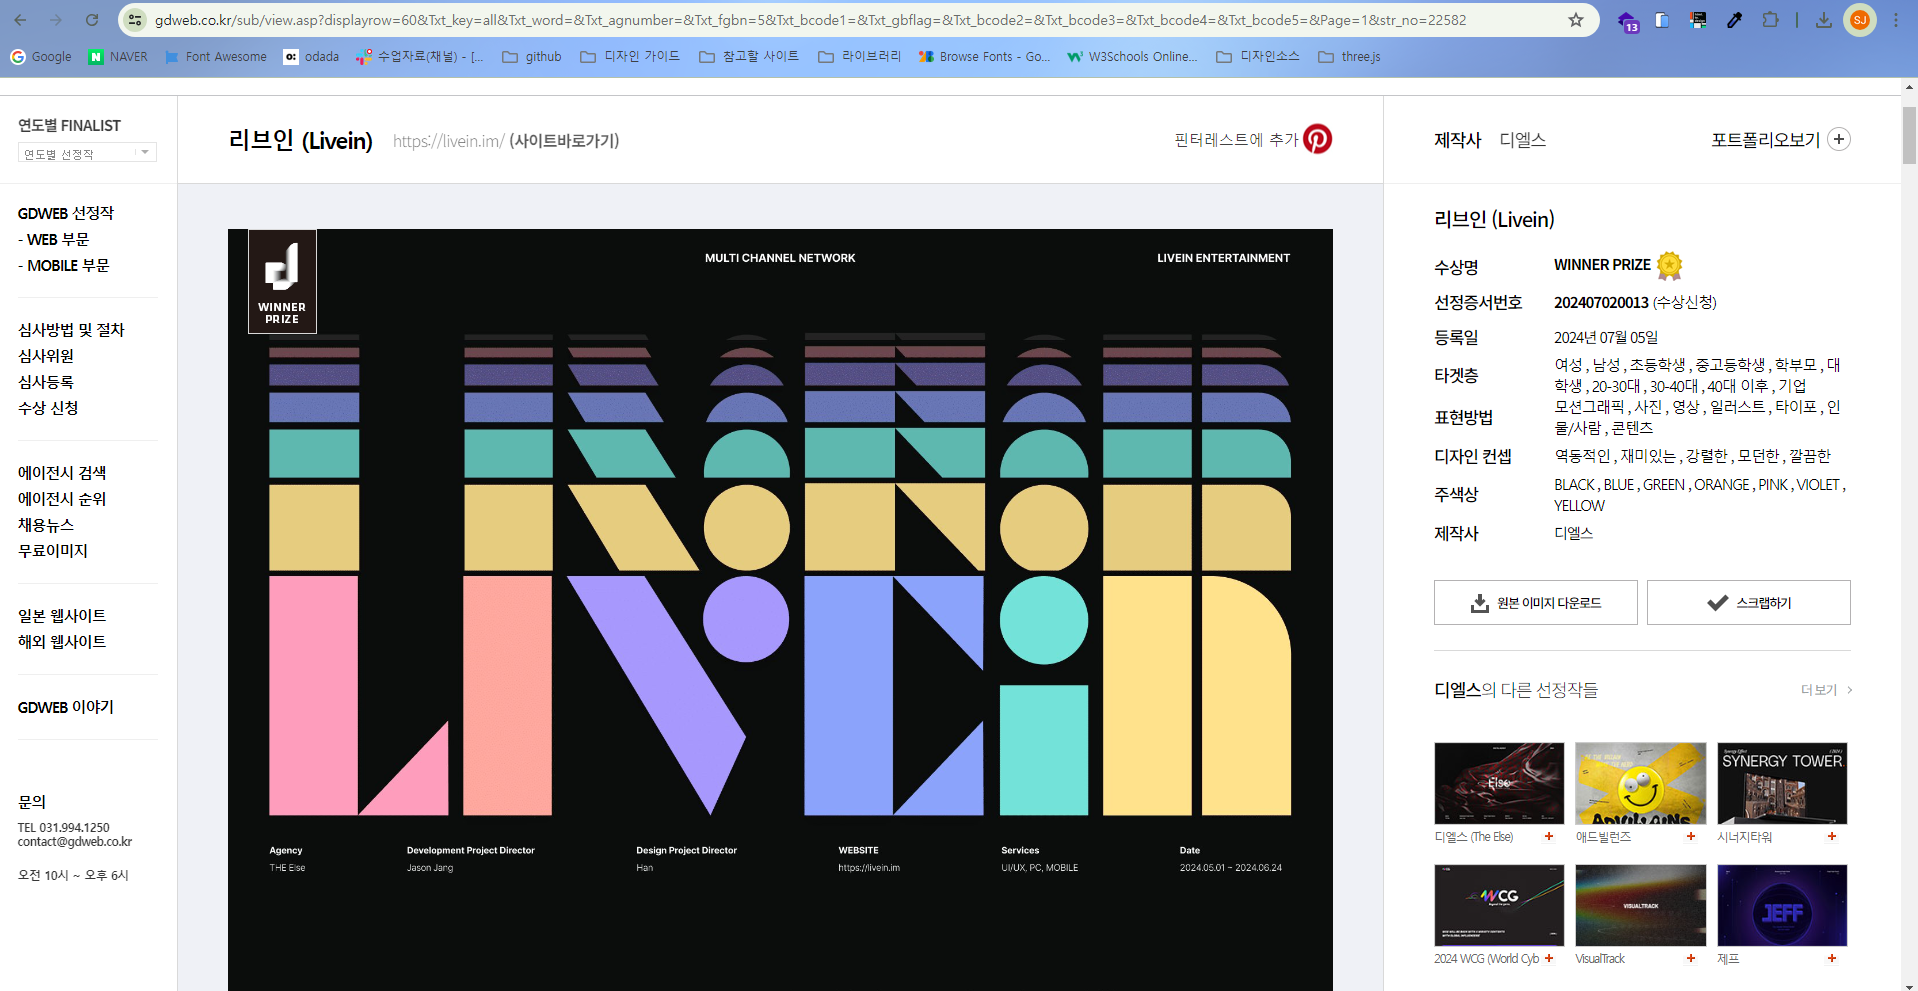 gdweb.co.kr/sub/view.asp?displayrow=60&Txt_key=all&Txt_word=&Txt_agnumber=&Txt_fgbn=5&Txt_bcode1=&Txt_gbflag=&Txt_bcode2=&Txt_bcode3=&Txt_bcode4=&Txt_bcode5=&Page=1&str_no=22582
13
SJ
Google
NAVER
Font Awesome
odada
수업자료(채널) - [...
github
디자인 가이드
참고할 사이트
라이브러리
Browse Fonts - Go...
W3Schools Online...
디자인소스
three.js
연도별 FINALIST
연도별 선정작
GDWEB 선정작
- WEB 부문
- MOBILE 부문
심사방법 및 절차
심사위원
심사등록
수상 신청
에이전시 검색
에이전시 순위
채용뉴스
무료이미지
일본 웹사이트
해외 웹사이트
GDWEB 이야기
문의
TEL 031.994.1250
contact@gdweb.co.kr
오전 10시 ~ 오후 6시
리브인 (Livein)
https://livein.im/ (사이트바로가기)
핀터레스트에 추가
WINNER
PRIZE
MULTI CHANNEL NETWORK
LIVEIN ENTERTAINMENT
LIVEin
Agency
THE Else
Development Project Director
Jason Jang
Design Project Director
Han
WEBSITE
https://livein.im
Services
UI/UX, PC, MOBILE
Date
2024.05.01 – 2024.06.24
제작사 디엘스
포트폴리오보기
리브인 (Livein)
수상명 WINNER PRIZE
선정증서번호 202407020013 (수상신청)
등록일 2024년 07월 05일
타겟층 여성 , 남성 , 초등학생 , 중고등학생 , 학부모 , 대
학생 , 20-30대 , 30-40대 , 40대 이후 , 기업
표현방법 모션그래픽 , 사진 , 영상 , 일러스트 , 타이포 , 인
물/사람 , 콘텐츠
디자인 컨셉 역동적인 , 재미있는 , 강렬한 , 모던한 , 깔끔한
주색상 BLACK , BLUE , GREEN , ORANGE , PINK , VIOLET ,
YELLOW
제작사 디엘스
원본 이미지 다운로드
스크랩하기
디엘스의 다른 선정작들
더 보기
Else
SYNERGY TOWER
디엘스 (The Else)
애드빌런즈
시너지타워
WCG
VISUALTRACK
JEFF
2024 WCG (World Cyb
VisualTrack
제프